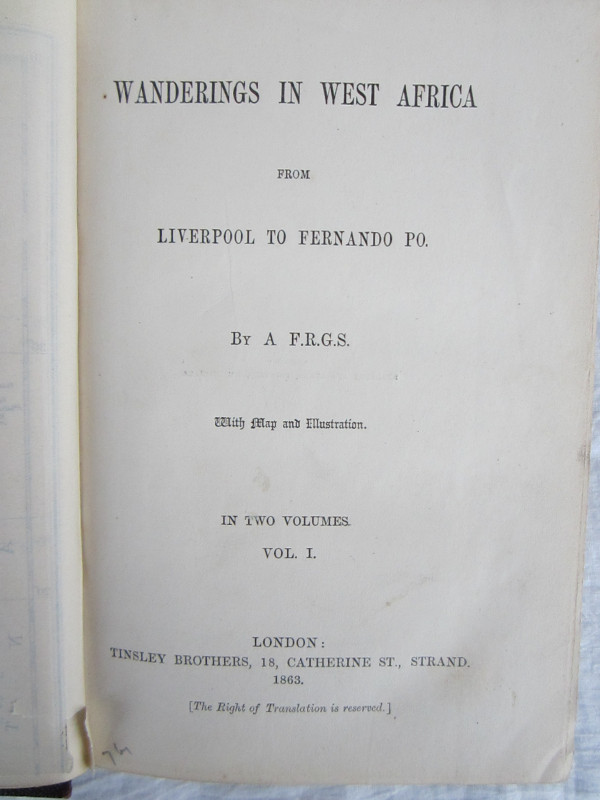 WANDERINGS IN WEST AFRICA
FROM
LIVERPOOL TO FERNANDO PO.
BY A F.R.G.S.
With Map and Illustration.
IN TWO VOLUMES.
VOL. I.
LONDON:
TINSLEY BROTHERS, 18, CATHERINE ST., STRAND.
1863.
[The Right of Translation is reserved.]